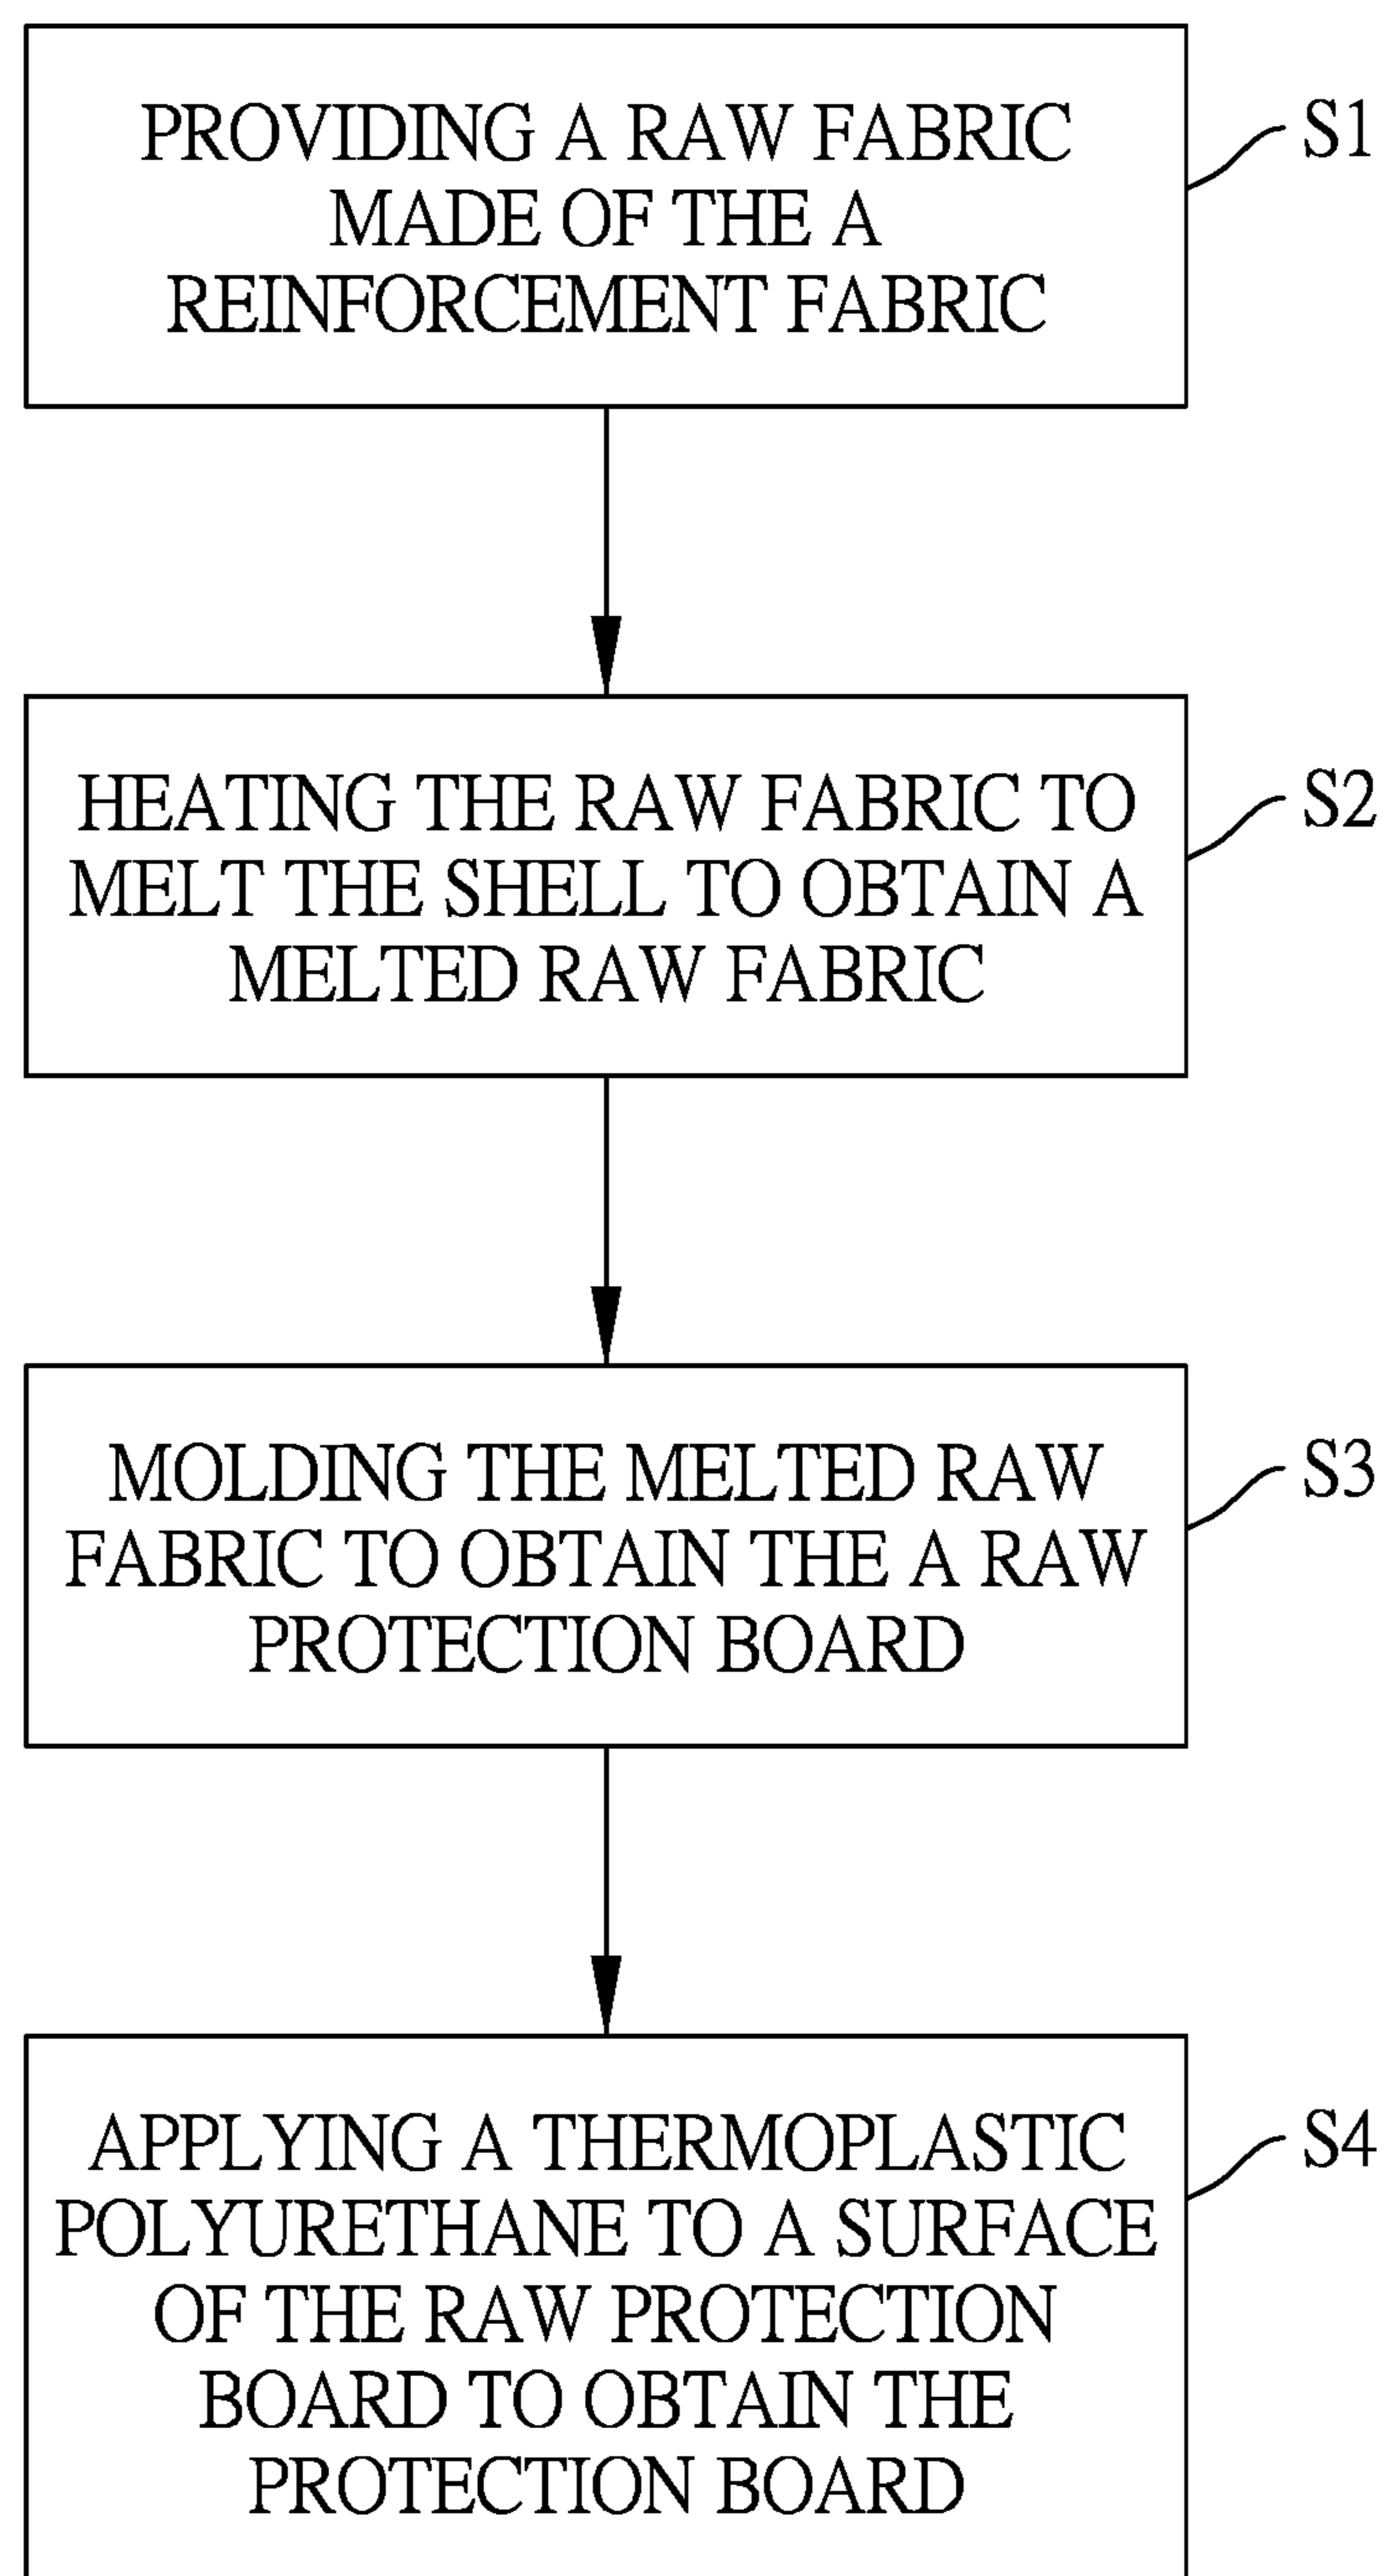 PROVIDING A RAW FABRIC
MADE OF THE A
REINFORCEMENT FABRIC
S1
HEATING THE RAW FABRIC TO
MELT THE SHELL TO OBTAIN A
MELTED RAW FABRIC
S2
MOLDING THE MELTED RAW
FABRIC TO OBTAIN THE A RAW
PROTECTION BOARD
S3
APPLYING A THERMOPLASTIC
POLYURETHANE TO A SURFACE
OF THE RAW PROTECTION
BOARD TO OBTAIN THE
PROTECTION BOARD
S4